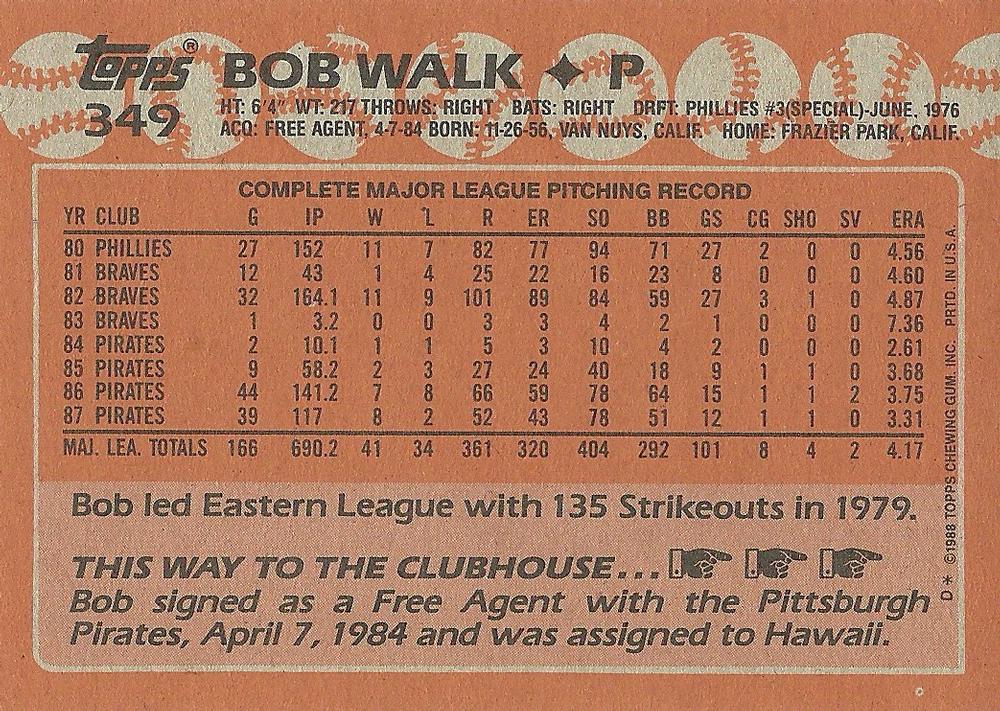 topps® BOB WALK ✦ P
349 HT: 6'4" WT: 217 THROWS: RIGHT BATS: RIGHT DRFT: PHILLIES #3(SPECIAL)-JUNE, 1976
ACQ: FREE AGENT, 4-7-84 BORN: 11-26-56, VAN NUYS, CALIF. HOME: FRAZIER PARK, CALIF.
COMPLETE MAJOR LEAGUE PITCHING RECORD
YR CLUB G IP W L R ER SO BB GS CG SHO SV ERA
80 PHILLIES 27 152 11 7 82 77 94 71 27 2 0 0 4.56
81 BRAVES 12 43 1 4 25 22 16 23 8 0 0 0 4.60
82 BRAVES 32 164.1 11 9 101 89 84 59 27 3 1 0 4.87
83 BRAVES 1 3.2 0 0 3 3 4 2 1 0 0 0 7.36
84 PIRATES 2 10.1 1 1 5 3 10 4 2 0 0 0 2.61
85 PIRATES 9 58.2 2 3 27 24 40 18 9 1 1 0 3.68
86 PIRATES 44 141.2 7 8 66 59 78 64 15 1 1 2 3.75
87 PIRATES 39 117 8 2 52 43 78 51 12 1 1 0 3.31
MAJ. LEA. TOTALS 166 690.2 41 34 361 320 404 292 101 8 4 2 4.17
Bob led Eastern League with 135 Strikeouts in 1979.
THIS WAY TO THE CLUBHOUSE...
Bob signed as a Free Agent with the Pittsburgh
Pirates, April 7, 1984 and was assigned to Hawaii.
D* ©1988 TOPPS CHEWING GUM, INC. PRTD. IN U.S.A.